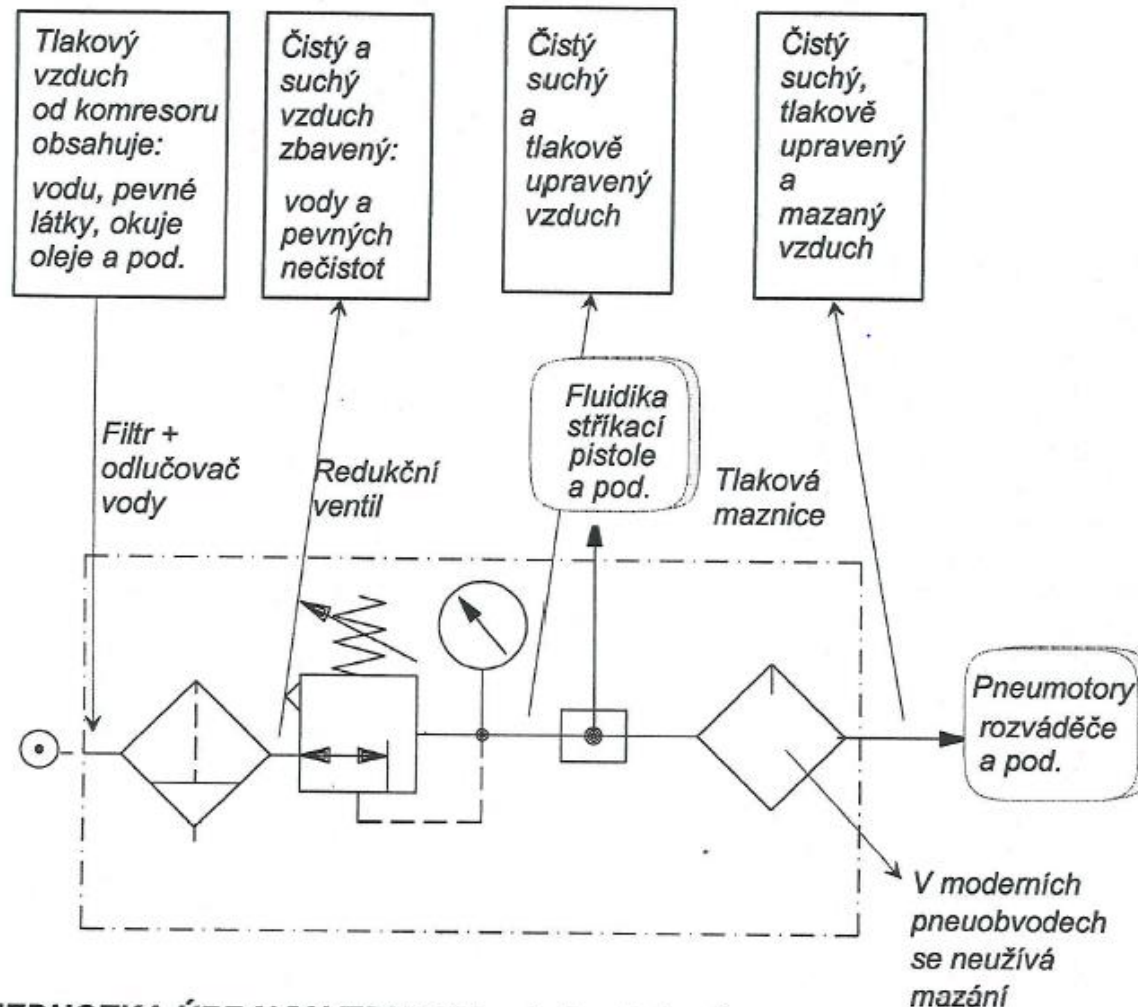 Tlakový
vzduch
od komresoru
obsahuje:
vodu, pevné
látky, okuje
oleje a pod.
Čistý a
suchý
vzduch
zbavený:
vody a
pevných
nečistot
Čistý
suchý
a
tlakově
upravený
vzduch
Čistý
suchý,
tlakově
upravený
a
mazaný
vzduch
Filtr +
odlučovač
vody
Redukční
ventil
Fluidika
stříkací
pistole
a pod.
Tlaková
maznice
Pneumotory
rozváděče
a pod.
V moderních
pneuobvodech
se neužívá
mazání